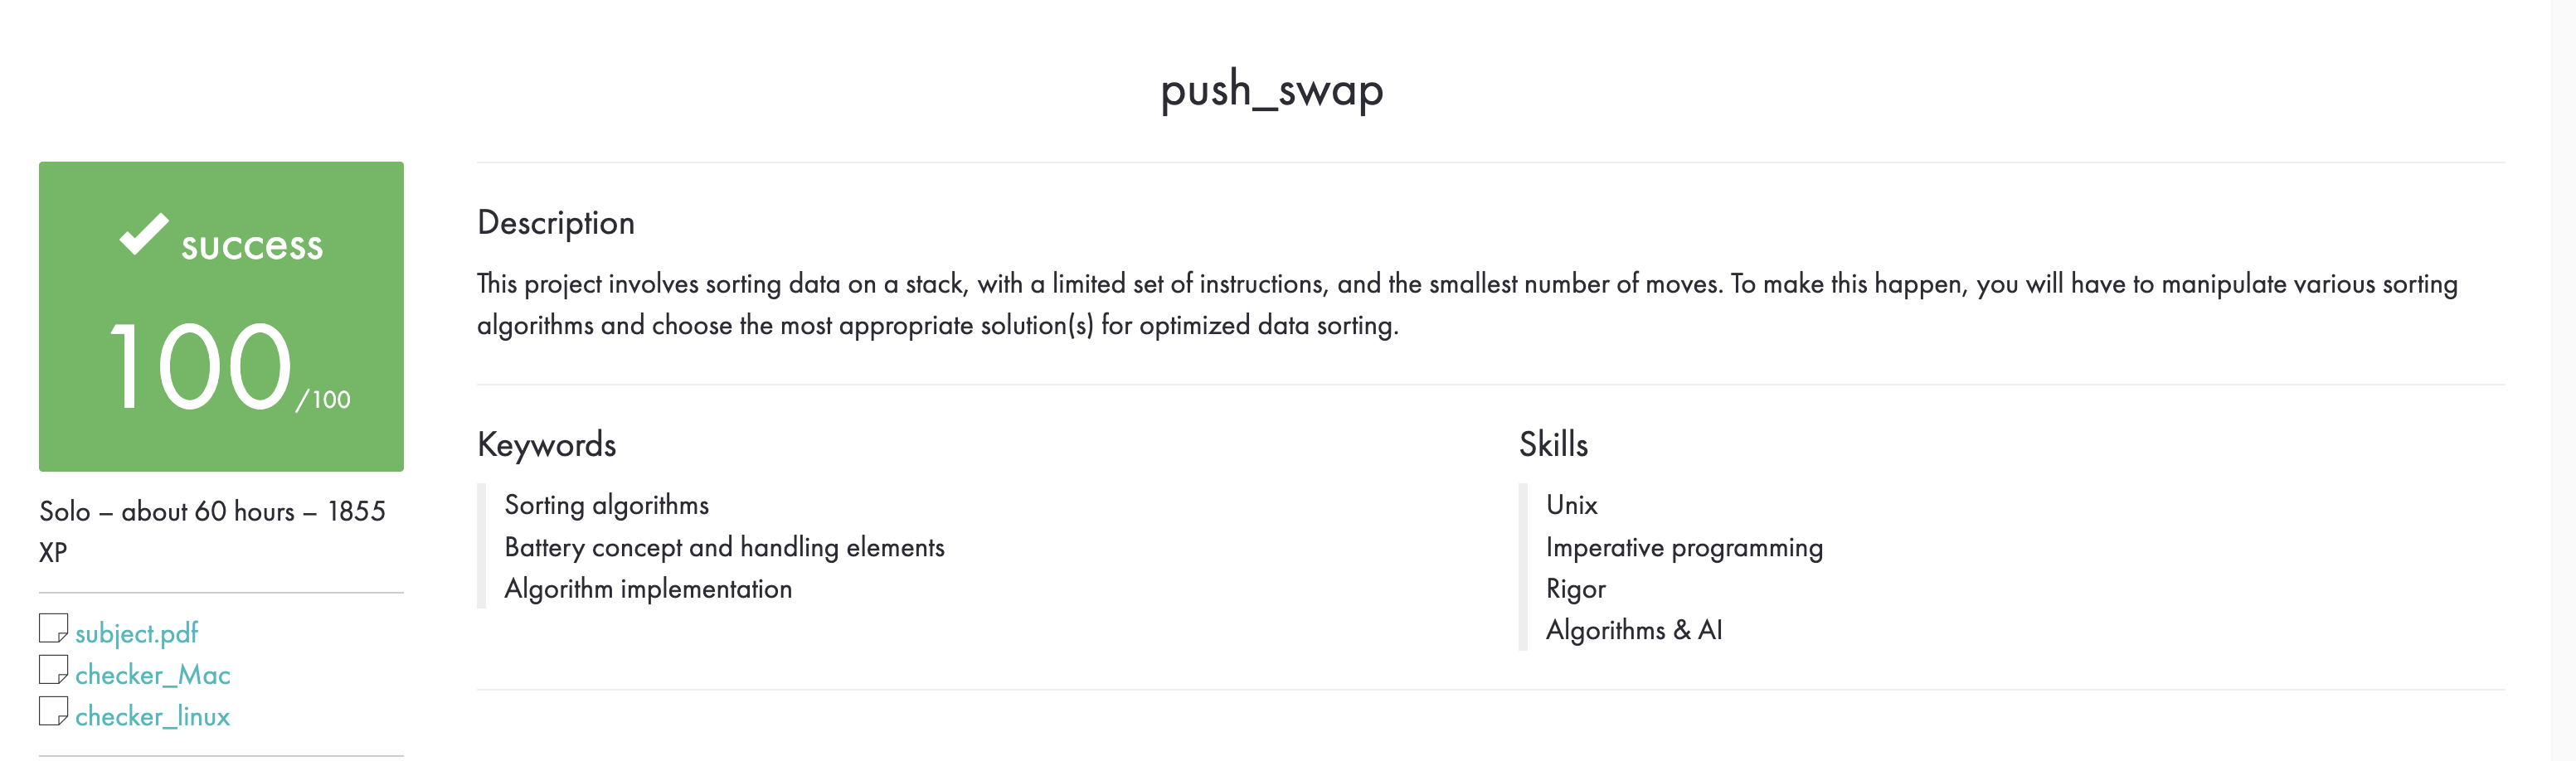 push_swap
success
100/100
Solo – about 60 hours – 1855
XP
subject.pdf
checker_Mac
checker_linux
Description
This project involves sorting data on a stack, with a limited set of instructions, and the smallest number of moves. To make this happen, you will have to manipulate various sorting
algorithms and choose the most appropriate solution(s) for optimized data sorting.
Keywords
Sorting algorithms
Battery concept and handling elements
Algorithm implementation
Skills
Unix
Imperative programming
Rigor
Algorithms & AI